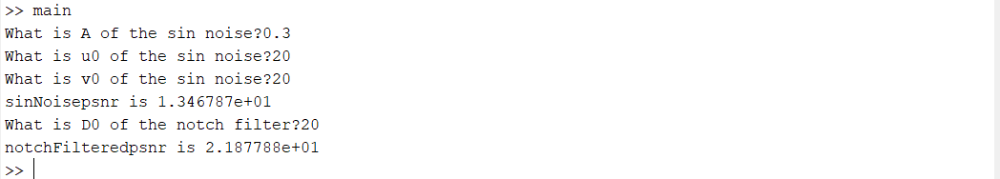 >> main
What is A of the sin noise?0.3
What is u0 of the sin noise?20
What is v0 of the sin noise?20
sinNoisepsnr is 1.346787e+01
What is D0 of the notch filter?20
notchFilteredpsnr is 2.187788e+01
>>